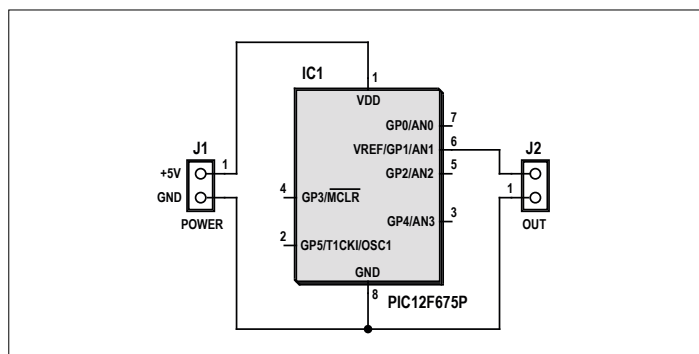 IC1
1
VDD
7
GP0/AN0
J1
VREF/GP1/AN1
6
J2
+5V
1
GP2/AN2
5
GND
4
GP3/MCLR
1
POWER
GP4/AN3
3
OUT
2
GP5/T1CKI/OSC1
GND
8
PIC12F675P